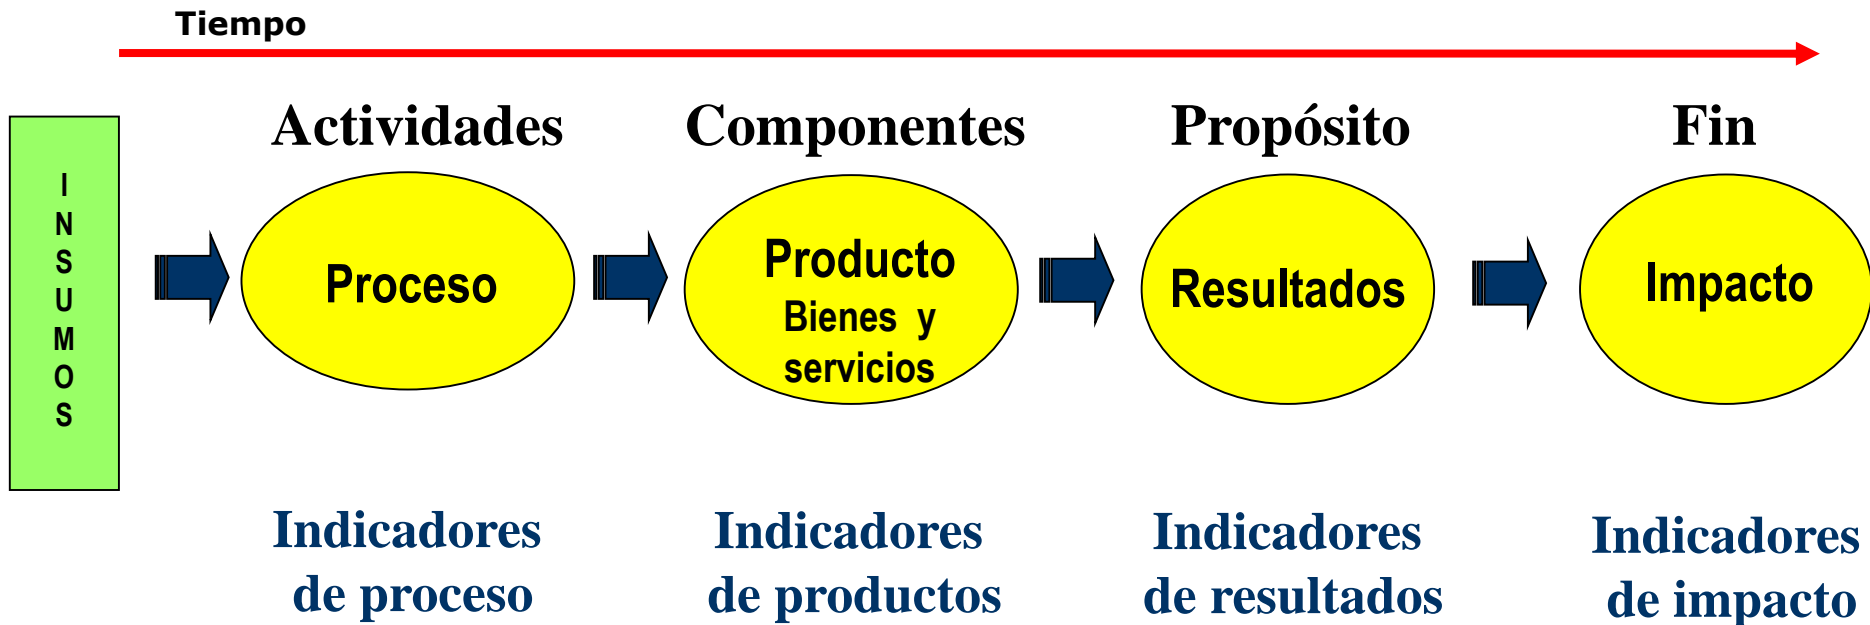 Tiempo
INSUMOS
Actividades
Componentes
Propósito
Fin
Proceso
Producto
Bienes y
servicios
Resultados
Impacto
Indicadores
de proceso
Indicadores
de productos
Indicadores
de resultados
Indicadores
de impacto